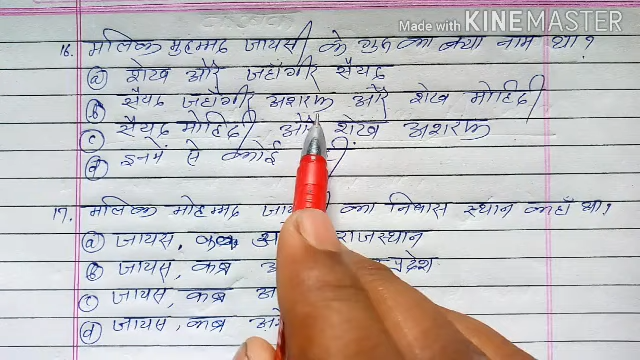 Made with KINEMASTER
16. मलिक मुहम्मद जायसी के गुरु का क्या नाम था?
(a) शेख और जहाँगीर सैयद
(b) सैयद जहाँगीर अशरफ और शेख मोहिदी
(c) सैयद मोहिदी और शेख अशरफ
(d) इनमें से कोई
17. मलिक मोहम्मद का निवास स्थान कहाँ था?
(a) जायस, राजस्थान
(b) जायस, कब्र
(c) जायस, कब्र
(d) जायस, कब्र